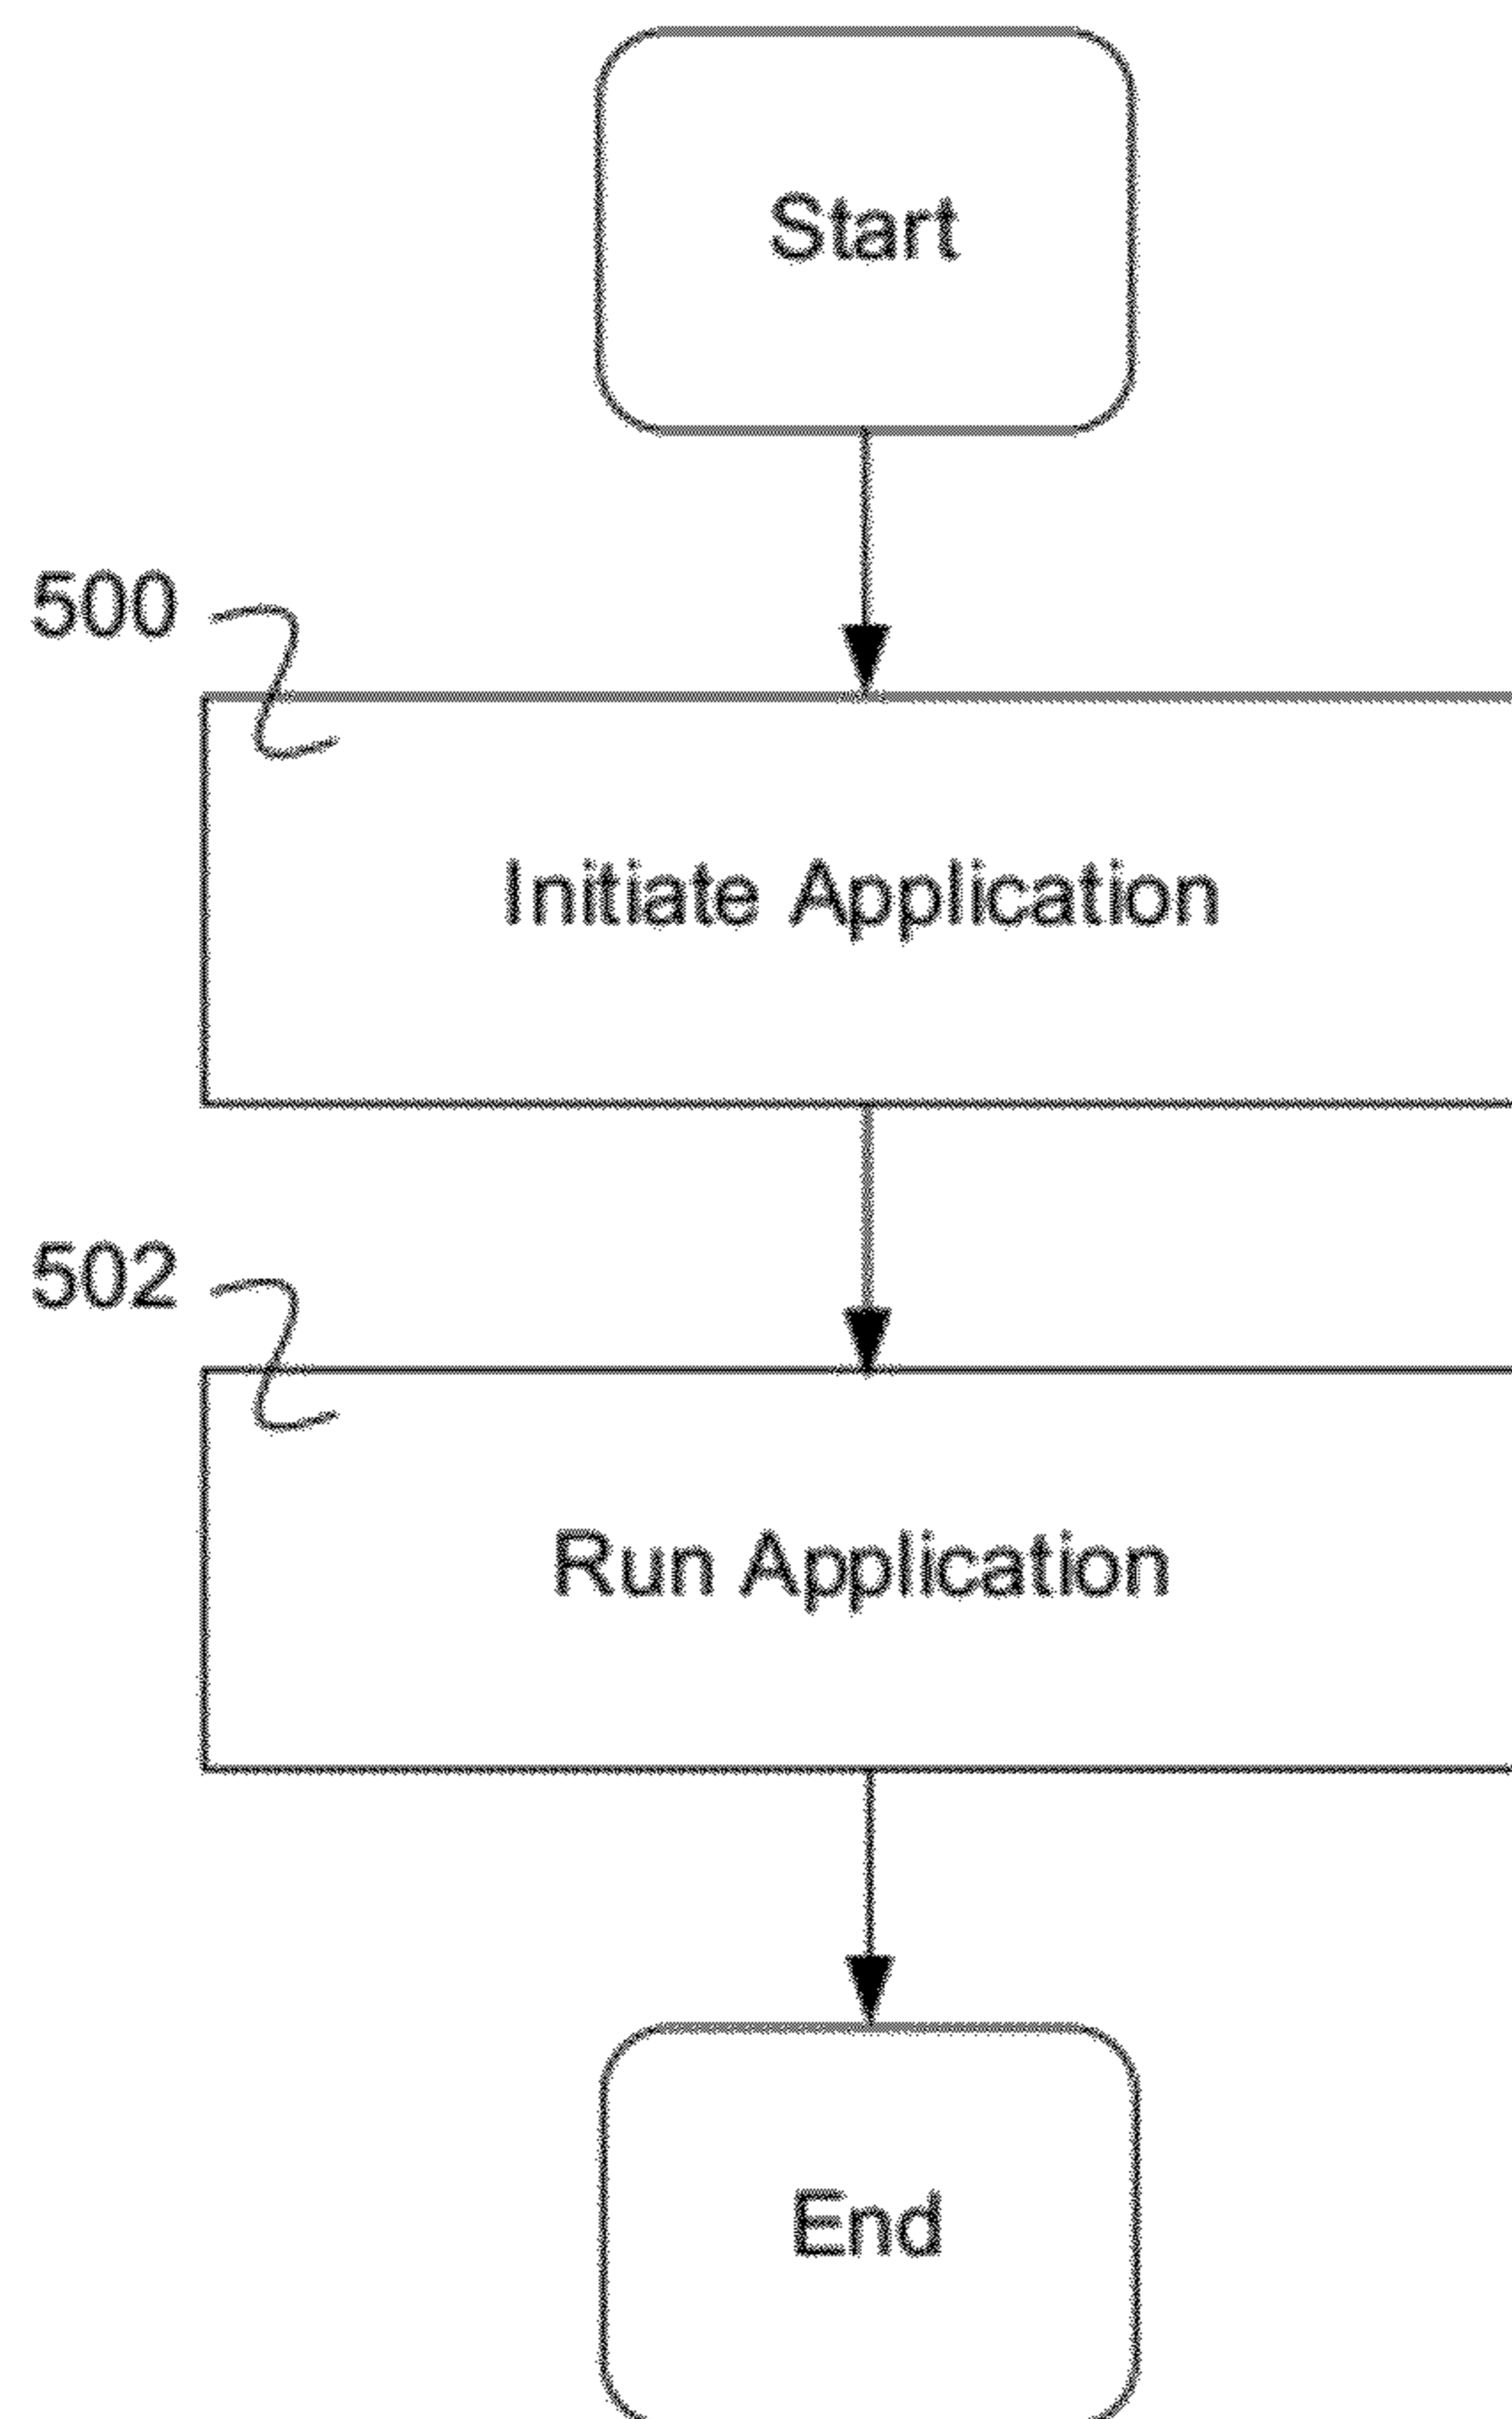 Start
500
Initiate Application
502
Run Application
End